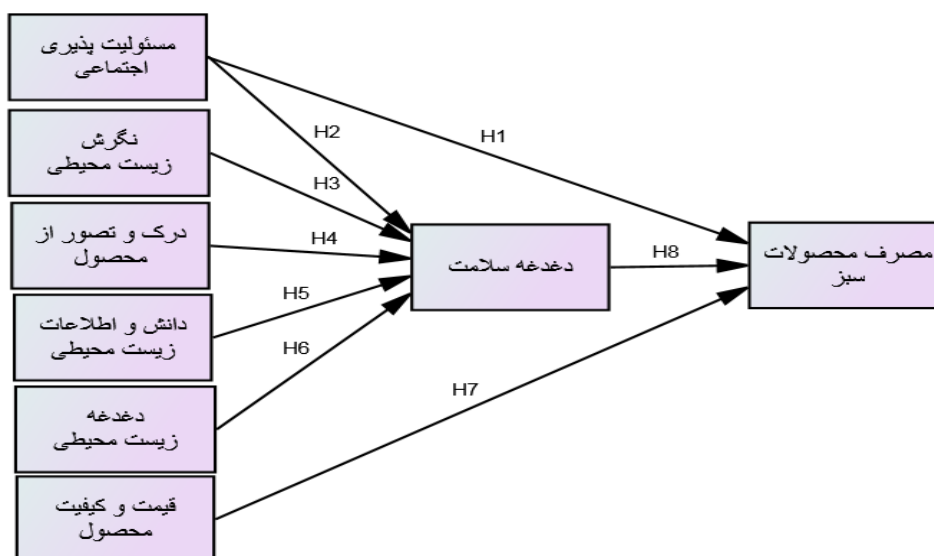 مسئولیت پذیری
اجتماعی
نگرش
زیست محیطی
درک و تصور از
محصول
دانش و اطلاعات
زیست محیطی
دغدغه
زیست محیطی
قیمت و کیفیت
محصول
H1
H2
H3
H4
H5
H6
H7
دغدغه سلامت
H8
مصرف محصولات
سبز